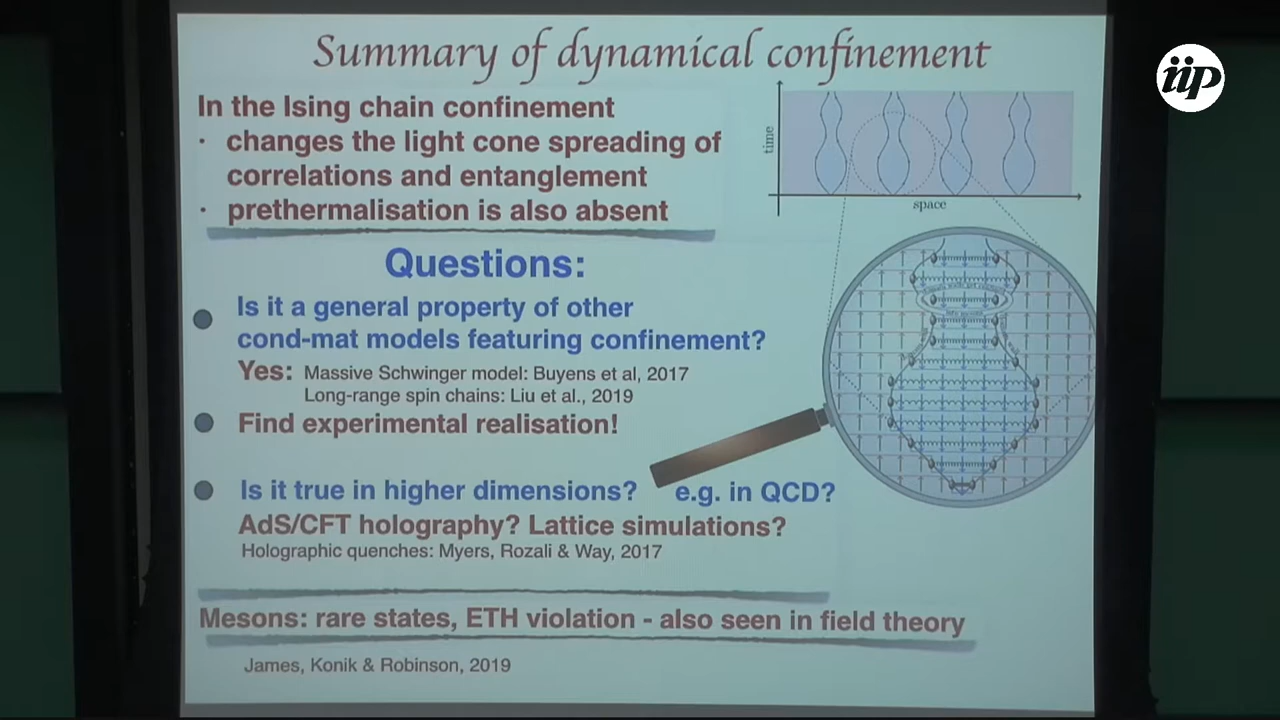 Summary of dynamical confinement
iip
In the Ising chain confinement
· changes the light cone spreading of
correlations and entanglement
· prethermalisation is also absent
time
space
Questions:
Is it a general property of other
cond-mat models featuring confinement?
Yes: Massive Schwinger model: Buyens et al, 2017
Long-range spin chains: Liu et al., 2019
Find experimental realisation!
Is it true in higher dimensions? e.g. in QCD?
AdS/CFT holography? Lattice simulations?
Holographic quenches: Myers, Rozali & Way, 2017
Mesons: rare states, ETH violation - also seen in field theory
James, Konik & Robinson, 2019